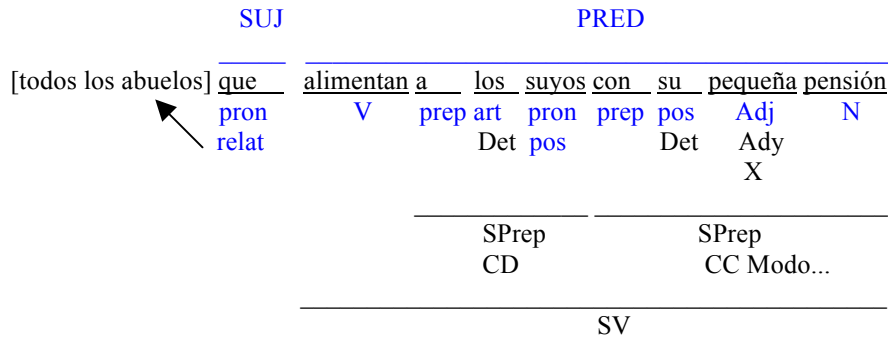 SUJ PRED
[todos los abuelos] que alimentan a los suyos con su pequeña pensión
pron V prep art pron prep pos Adj N
relat Det pos Det Ady
X
SPrep SPrep
CD CC Modo...
SV